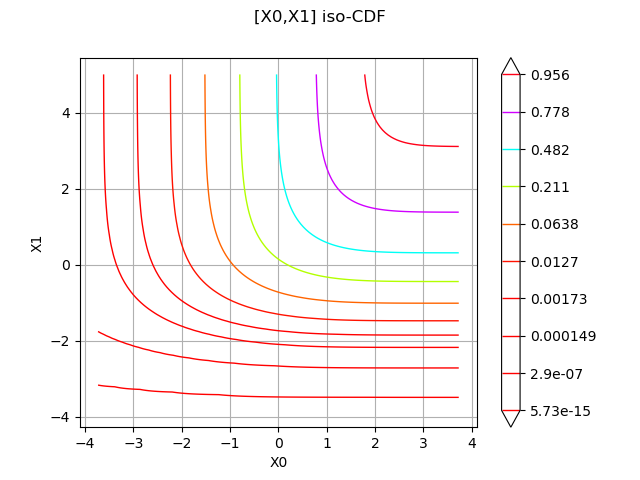 [X0,X1] iso-CDF
X1
4
2
0
−2
−4
−4 −3 −2 −1 0 1 2 3 4
X0
0.956
0.778
0.482
0.211
0.0638
0.0127
0.00173
0.000149
2.9e-07
5.73e-15